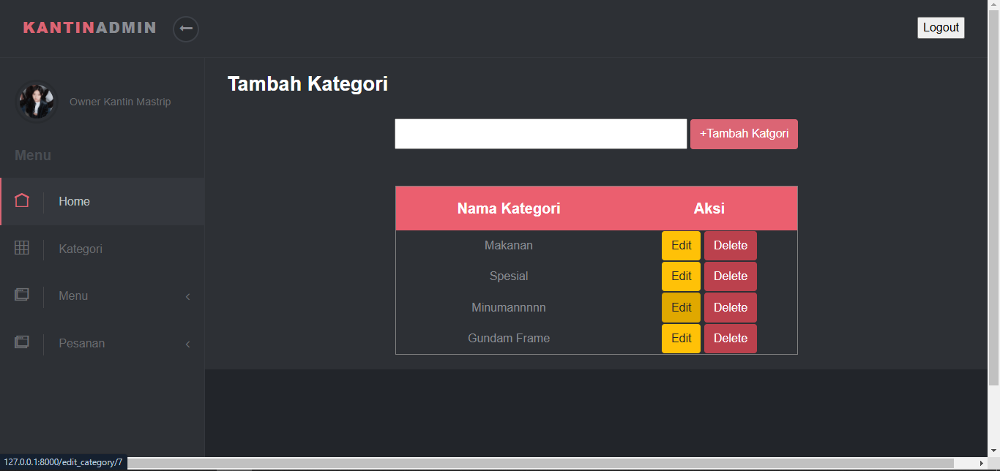 KANTINADMIN
Logout
Owner Kantin Mastrip
Menu
Home
Kategori
Menu
Pesanan
Tambah Kategori
+Tambah Katgori
Nama Kategori Aksi
Makanan Edit Delete
Spesial Edit Delete
Minumannnnn Edit Delete
Gundam Frame Edit Delete
127.0.0.1:8000/edit_category/7